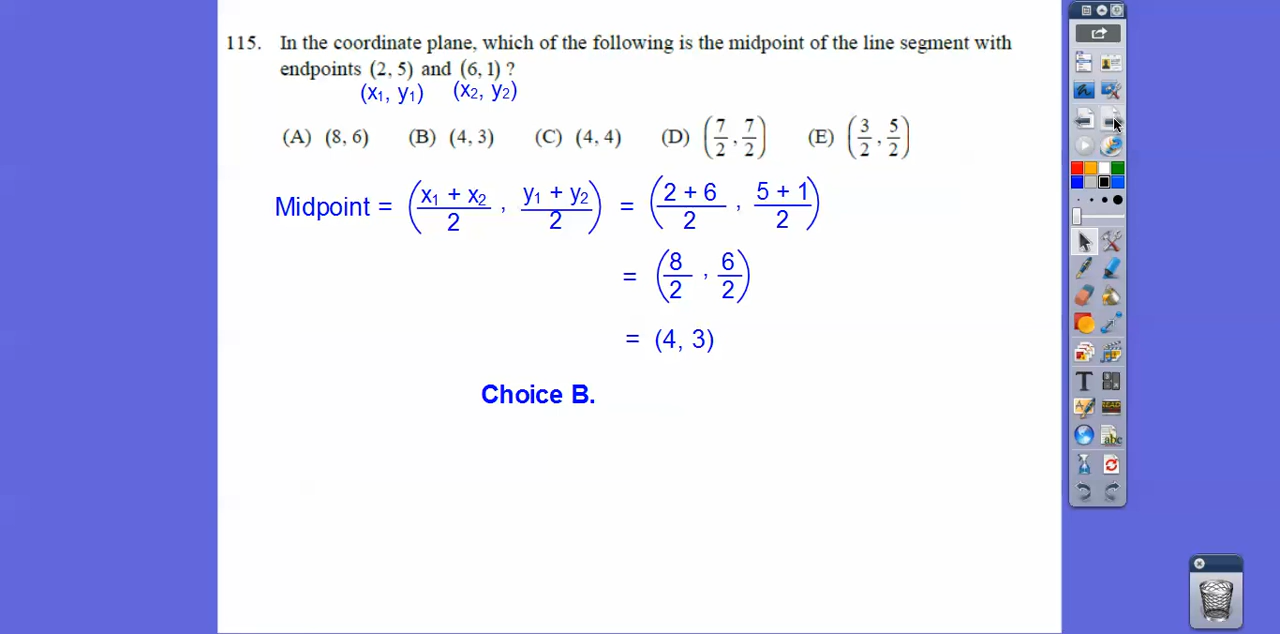 115. In the coordinate plane, which of the following is the midpoint of the line segment with
endpoints (2, 5) and (6, 1) ?
(x₁, y₁) (x₂, y₂)
(A) (8, 6) (B) (4, 3) (C) (4, 4) (D) (7/2, 7/2) (E) (3/2, 5/2)
Midpoint = (x₁ + x₂/2, y₁ + y₂/2) = (2 + 6/2, 5 + 1/2)
= (8/2, 6/2)
= (4, 3)
Choice B.
T
abc